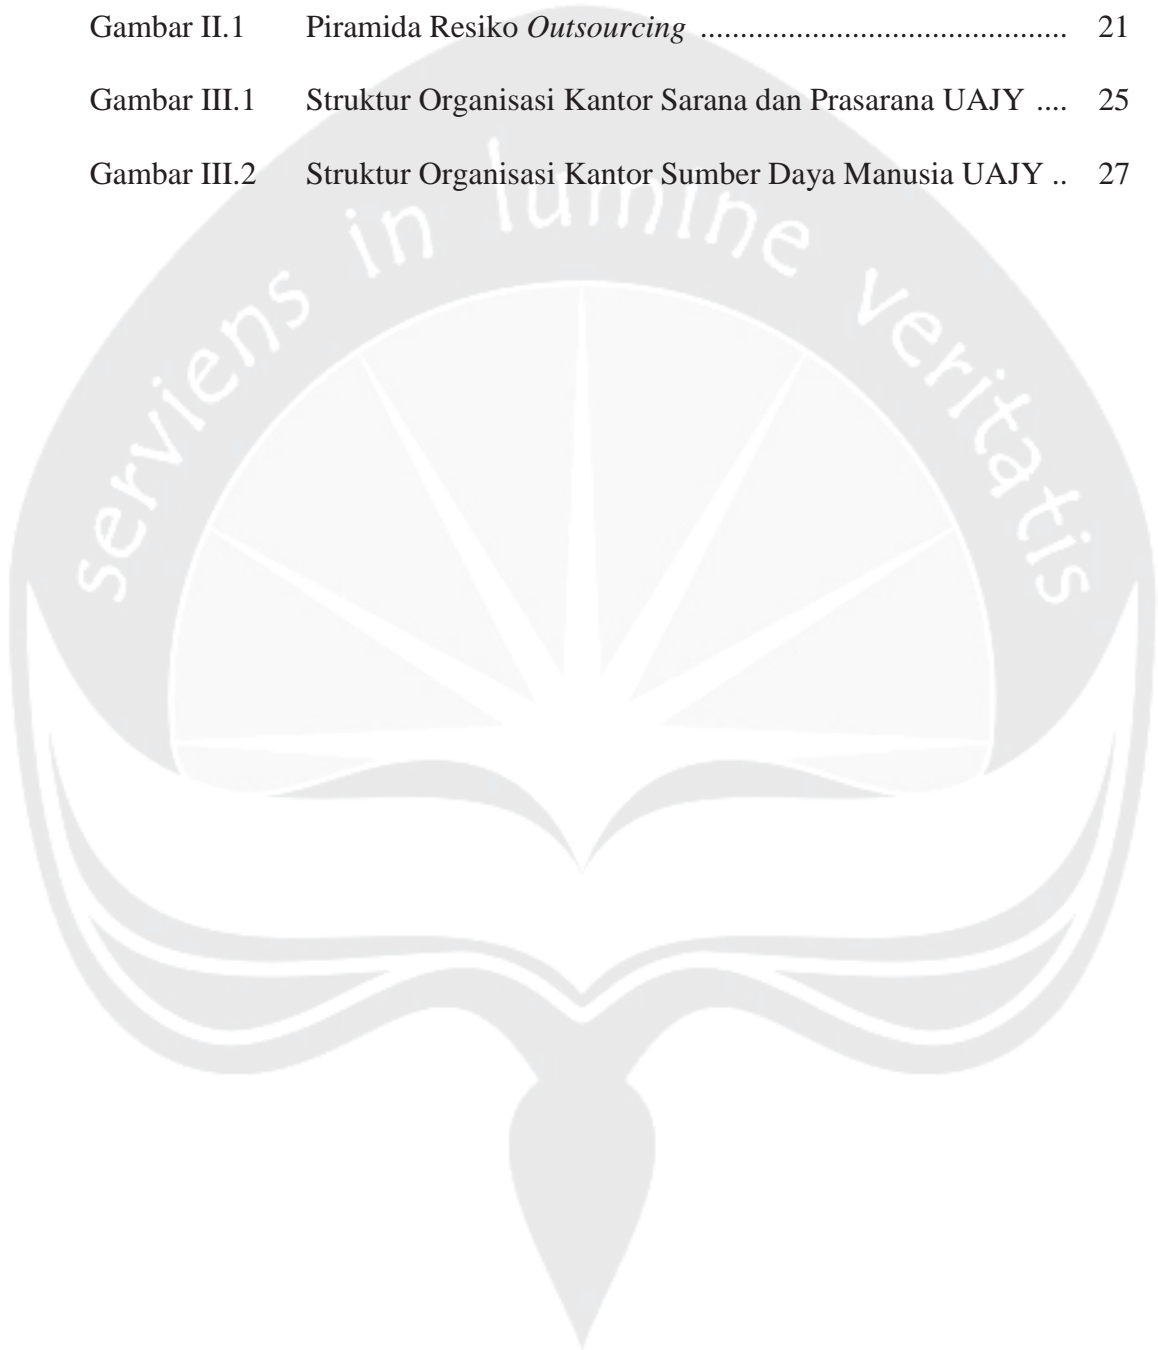 Gambar II.1 Piramida Resiko Outsourcing ........................................... 21
Gambar III.1 Struktur Organisasi Kantor Sarana dan Prasarana UAJY .... 25
Gambar III.2 Struktur Organisasi Kantor Sumber Daya Manusia UAJY .. 27
serviens in lumine veritatis